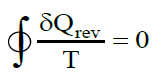 ∮ δQ_rev / T = 0